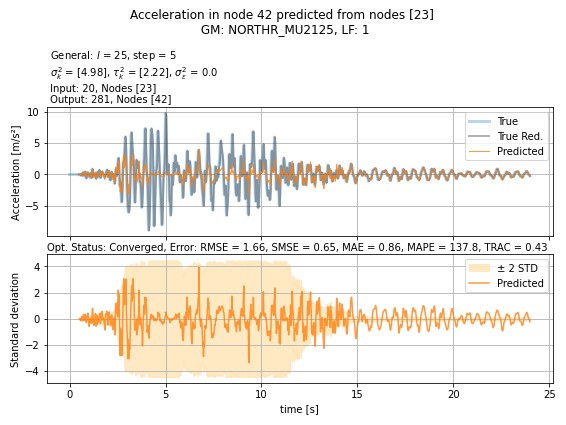 Acceleration in node 42 predicted from nodes [23]
GM: NORTHR_MU2125, LF: 1
General: l = 25, step = 5
σ²ₖ = [4.98], τ²ₖ = [2.22], σ²ε = 0.0
Input: 20, Nodes [23]
Output: 281, Nodes [42]
Acceleration [m/s²]
10
5
0
−5
True
True Red.
Predicted
Opt. Status: Converged, Error: RMSE = 1.66, SMSE = 0.65, MAE = 0.86, MAPE = 137.8, TRAC = 0.43
Standard deviation
4
2
0
−2
−4
± 2 STD
Predicted
0 5 10 15 20 25
time [s]